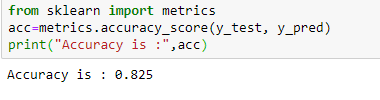 from sklearn import metrics
acc=metrics.accuracy_score(y_test, y_pred)
print("Accuracy is :",acc)
Accuracy is : 0.825